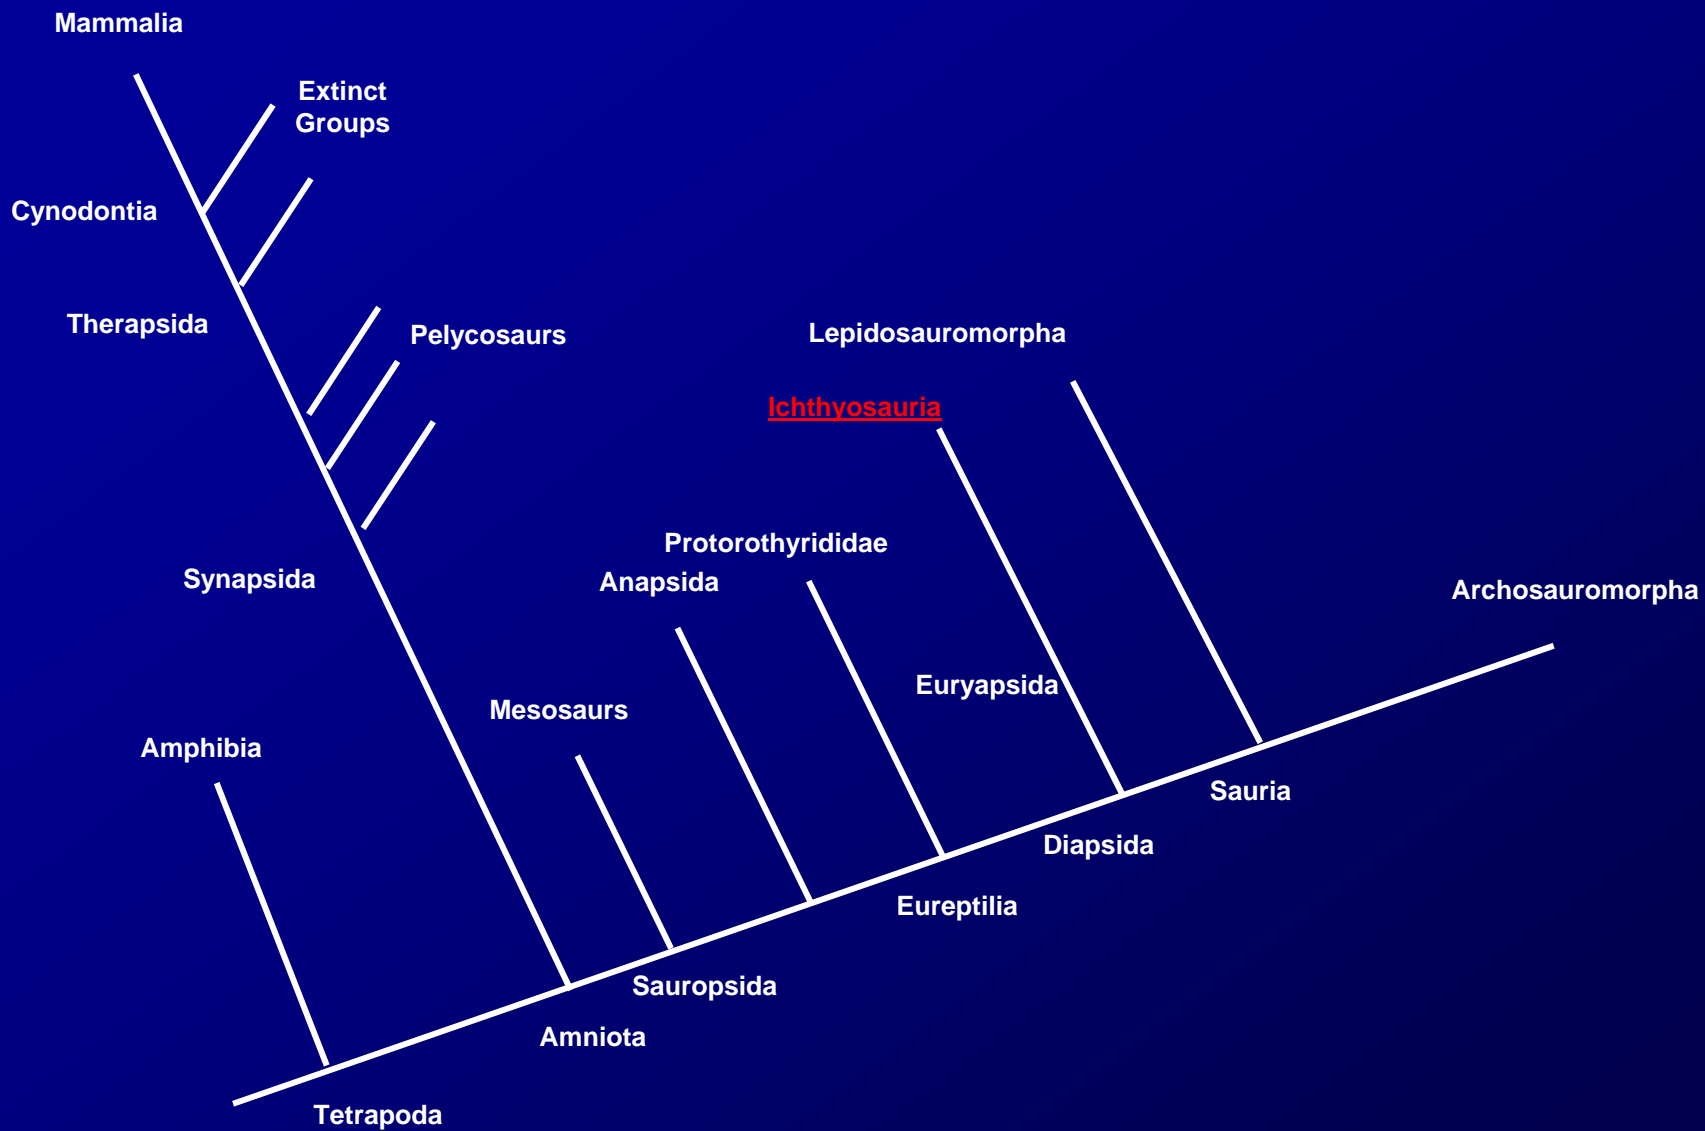 Mammalia
Extinct
Groups
Cynodontia
Therapsida
Pelycosaurs
Lepidosauromorpha
Ichthyosauria
Protorothyrididae
Anapsida
Synapsida
Archosauromorpha
Euryapsida
Mesosaurs
Amphibia
Sauria
Diapsida
Eureptilia
Sauropsida
Amniota
Tetrapoda